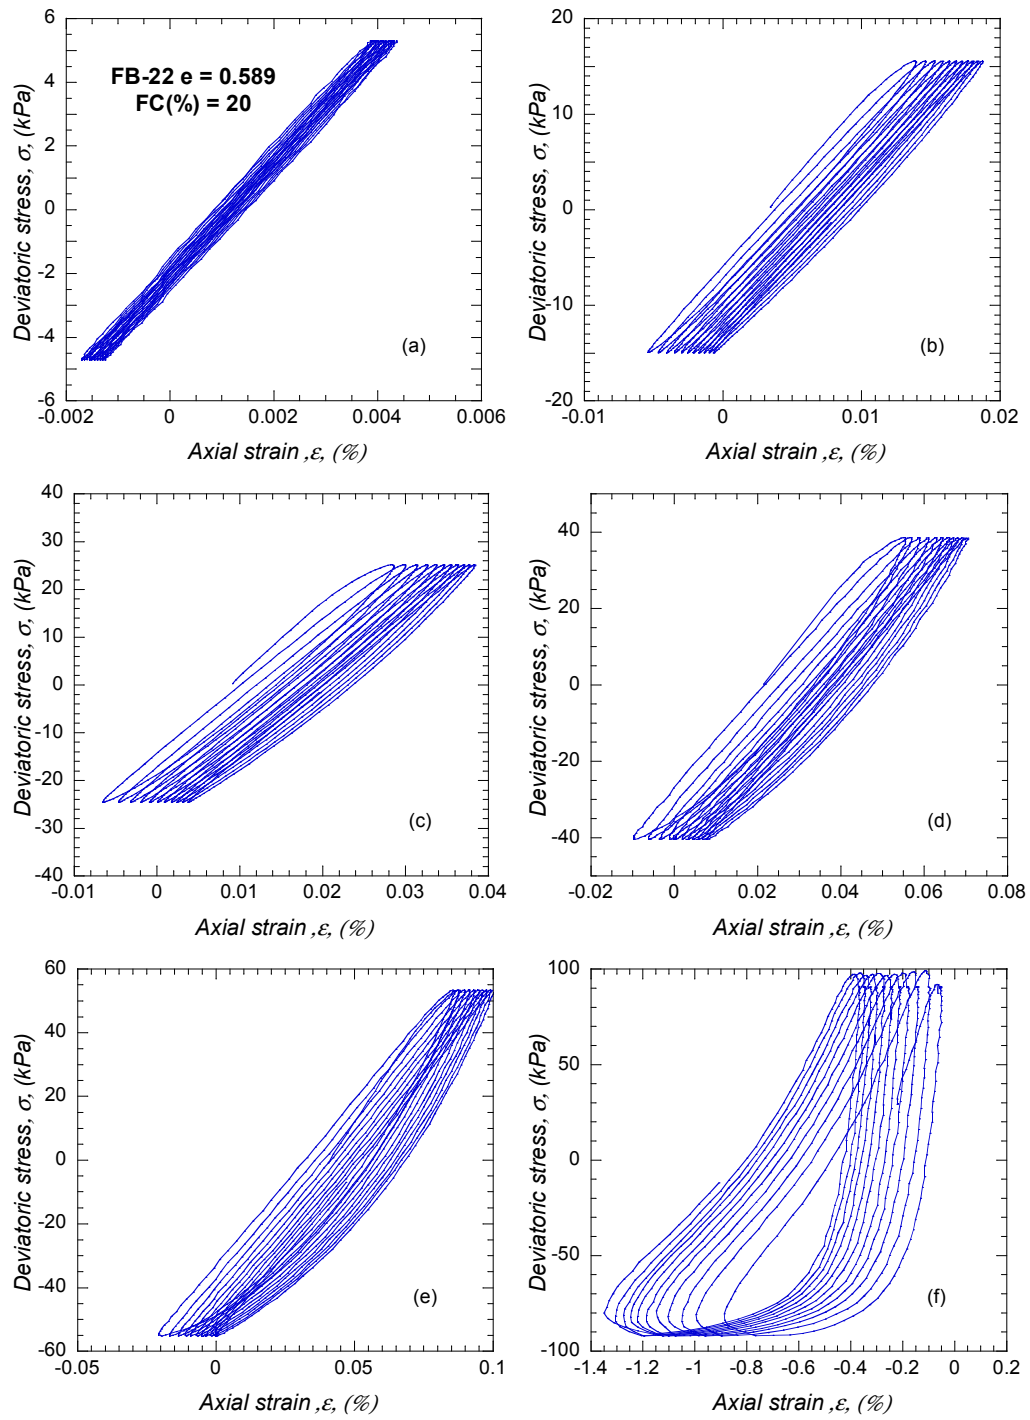 6
4
2
0
-2
-4
-6
Deviatoric stress, σ, (kPa)
FB-22 e = 0.589
FC(%) = 20
(a)
-0.002 0 0.002 0.004 0.006
Axial strain ,ε, (%)
20
10
0
-10
-20
Deviatoric stress, σ, (kPa)
(b)
-0.01 0 0.01 0.02
Axial strain ,ε, (%)
40
30
20
10
0
-10
-20
-30
-40
Deviatoric stress, σ, (kPa)
(c)
-0.01 0 0.01 0.02 0.03 0.04
Axial strain ,ε, (%)
40
20
0
-20
-40
Deviatoric stress, σ, (kPa)
(d)
-0.02 0 0.02 0.04 0.06 0.08
Axial strain ,ε, (%)
60
40
20
0
-20
-40
-60
Deviatoric stress, σ, (kPa)
(e)
-0.05 0 0.05 0.1
Axial strain ,ε, (%)
100
50
0
-50
-100
Deviatoric stress, σ, (kPa)
(f)
-1.4 -1.2 -1 -0.8 -0.6 -0.4 -0.2 0 0.2
Axial strain ,ε, (%)